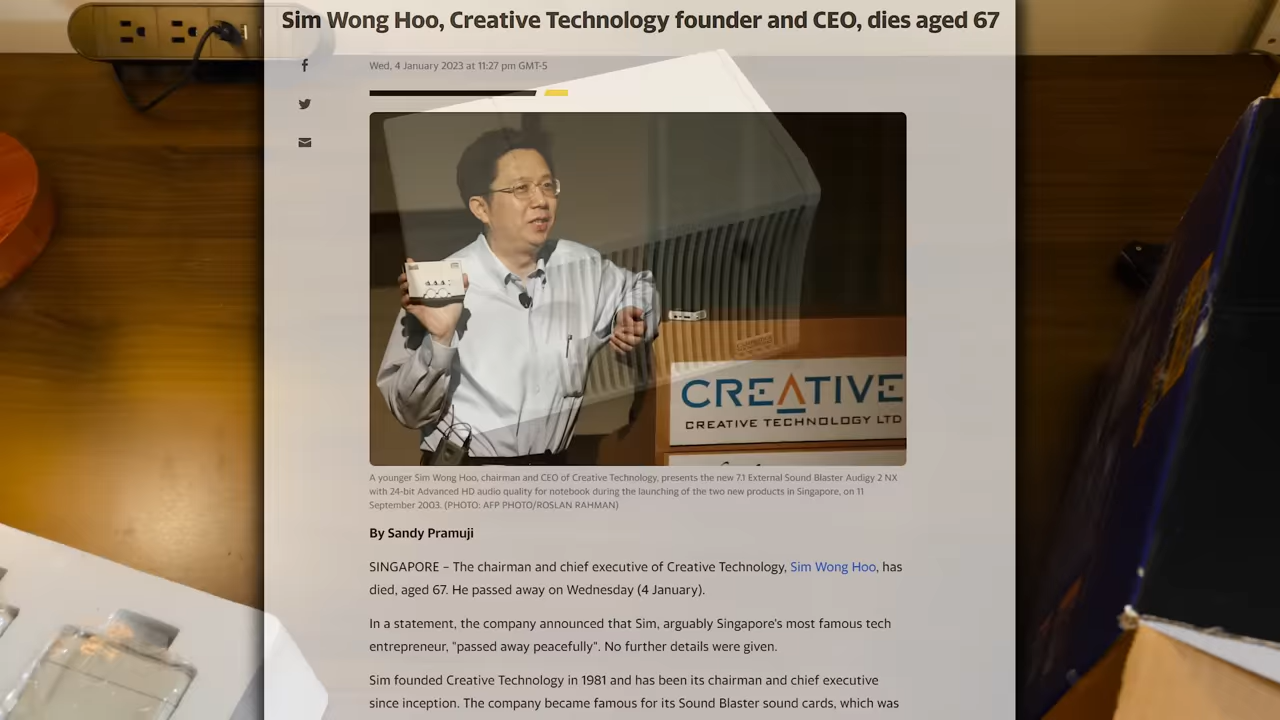 Sim Wong Hoo, Creative Technology founder and CEO, dies aged 67
Wed, 4 January 2023 at 11:27 pm GMT-5
CREATIVE
CREATIVE TECHNOLOGY LTD
A younger Sim Wong Hoo, chairman and CEO of Creative Technology, presents the new 7.1 External Sound Blaster Audigy 2 NX
with 24-bit Advanced HD audio quality for notebook during the launching of the two new products in Singapore, on 11
September 2003. (PHOTO: AFP PHOTO/ROSLAN RAHMAN)
By Sandy Pramuji
SINGAPORE – The chairman and chief executive of Creative Technology, Sim Wong Hoo, has
died, aged 67. He passed away on Wednesday (4 January).
In a statement, the company announced that Sim, arguably Singapore's most famous tech
entrepreneur, "passed away peacefully". No further details were given.
Sim founded Creative Technology in 1981 and has been its chairman and chief executive
since inception. The company became famous for its Sound Blaster sound cards, which was